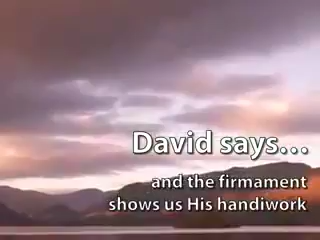 David says…
and the firmament
shows us His handiwork